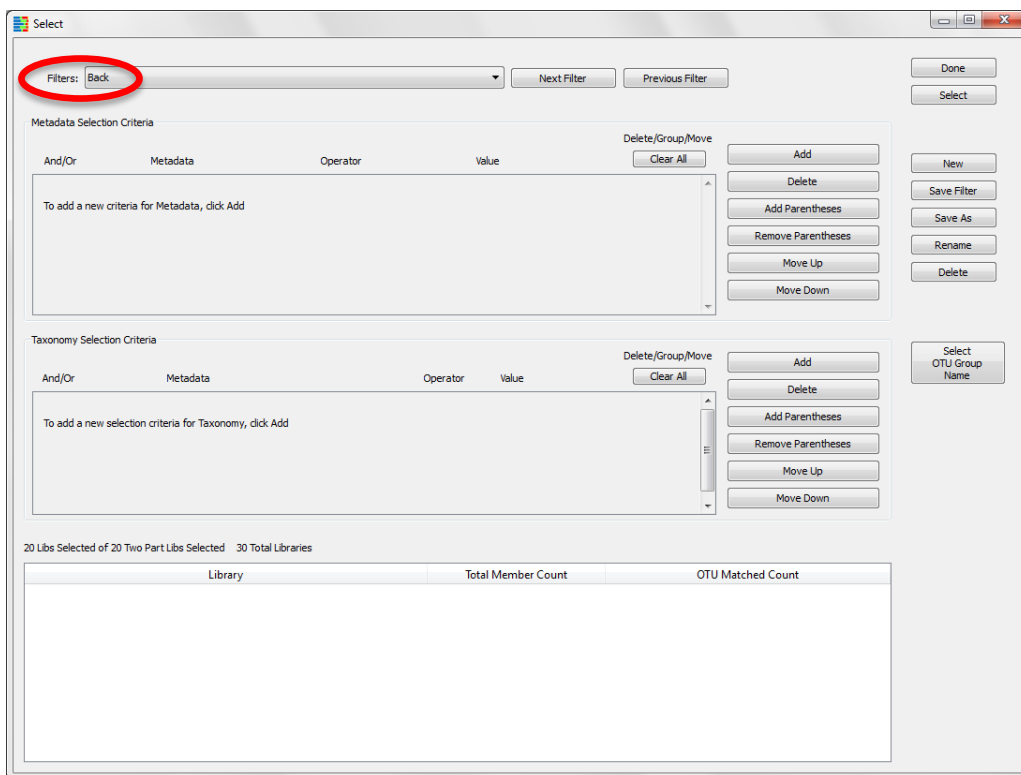 Select
Filters: Back Next Filter Previous Filter Done
Select
Metadata Selection Criteria
Delete/Group/Move
And/Or Metadata Operator Value Clear All Add
New
To add a new criteria for Metadata, click Add
Delete
Save Filter
Add Parentheses
Save As
Remove Parentheses
Rename
Move Up
Delete
Move Down
Taxonomy Selection Criteria
Delete/Group/Move
And/Or Metadata Operator Value Clear All Add
Select
OTU Group
Name
To add a new selection criteria for Taxonomy, click Add
Delete
Add Parentheses
Remove Parentheses
Move Up
Move Down
20 Libs Selected of 20 Two Part Libs Selected 30 Total Libraries
Library Total Member Count OTU Matched Count